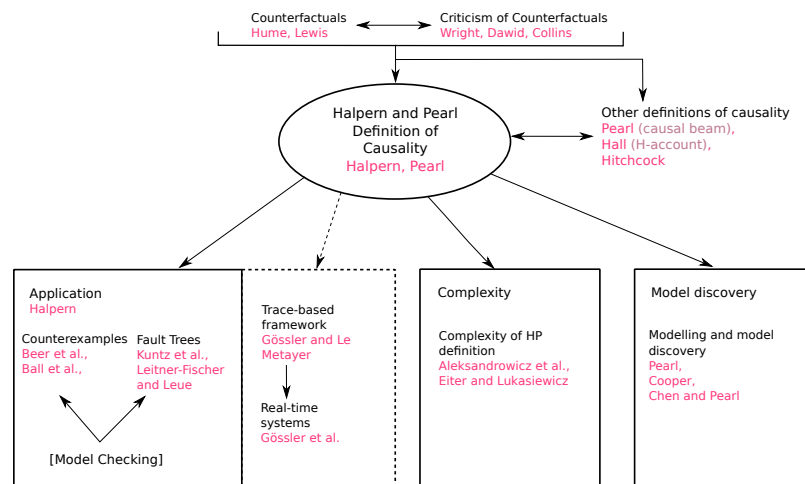 Counterfactuals
Hume, Lewis
Criticism of Counterfactuals
Wright, Dawid, Collins
Halpern and Pearl
Definition of
Causality
Halpern, Pearl
Other definitions of causality
Pearl (causal beam),
Hall (H-account),
Hitchcock
Application
Halpern
Counterexamples
Beer et al.,
Ball et al.,
Fault Trees
Kuntz et al.,
Leitner-Fischer
and Leue
[Model Checking]
Trace-based
framework
Gössler and Le
Metayer
Real-time
systems
Gössler et al.
Complexity
Complexity of HP
definition
Aleksandrowicz et al.,
Eiter and Lukasiewicz
Model discovery
Modelling and model
discovery
Pearl,
Cooper,
Chen and Pearl